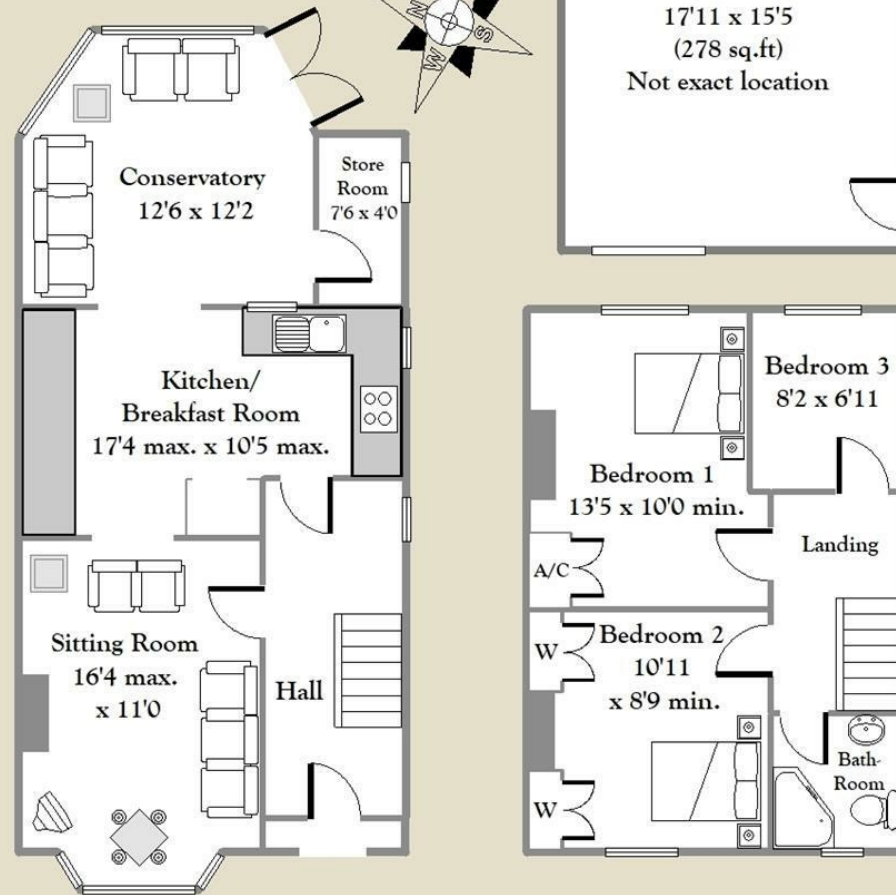 N
S
W
17'11 x 15'5
(278 sq.ft)
Not exact location
Conservatory
12'6 x 12'2
Store
Room
7'6 x 4'0
Kitchen/
Breakfast Room
17'4 max. x 10'5 max.
Sitting Room
16'4 max.
x 11'0
Hall
Bedroom 1
13'5 x 10'0 min.
A/C
Bedroom 3
8'2 x 6'11
Landing
W
Bedroom 2
10'11
x 8'9 min.
W
Bath-
Room